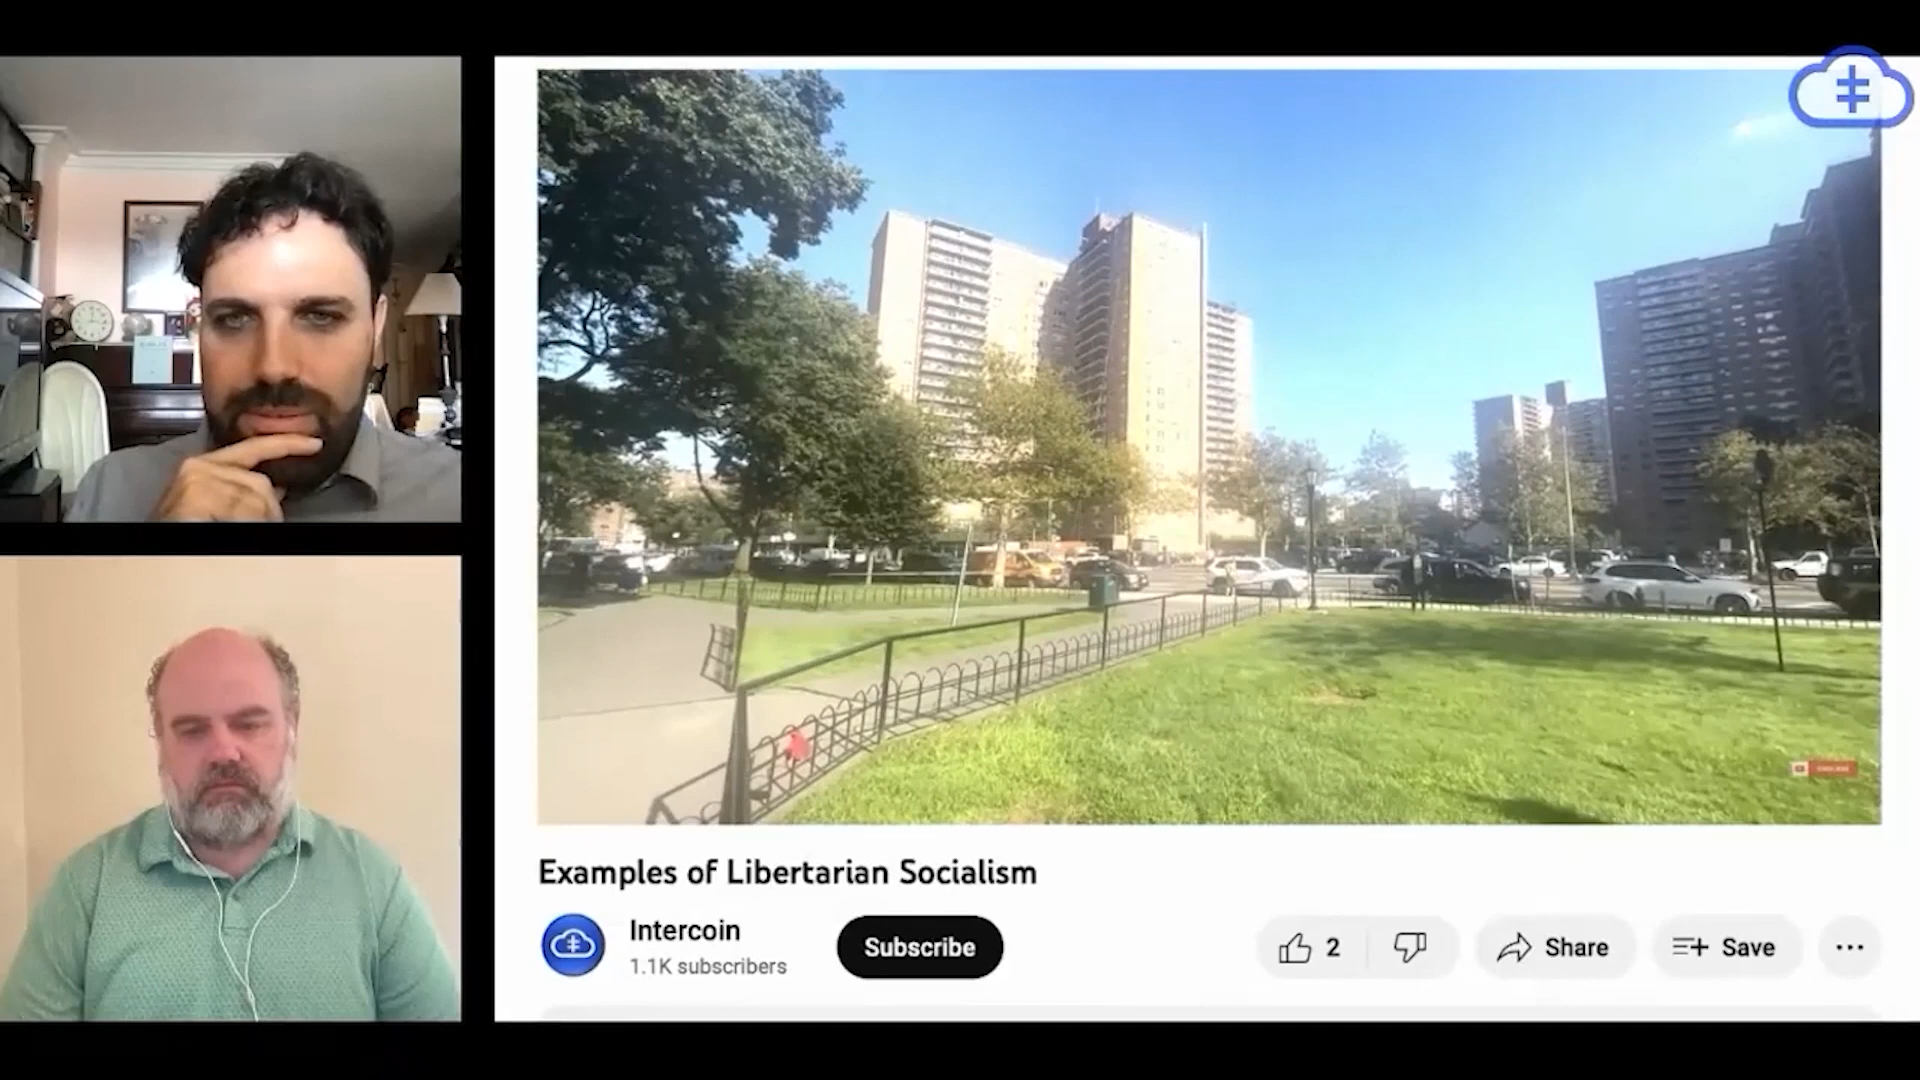 Examples of Libertarian Socialism
Intercoin
1.1K subscribers
Subscribe
2
Share
Save